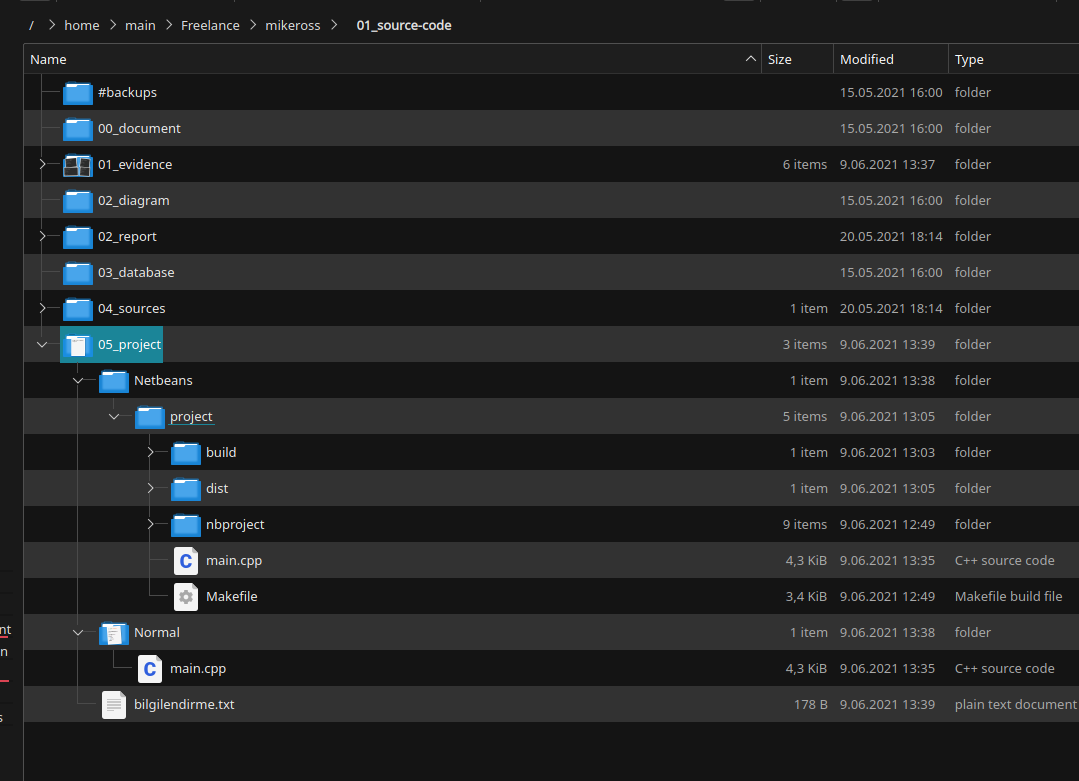 / > home > main > Freelance > mikeross > 01_source-code
Name Size Modified Type
#backups 15.05.2021 16:00 folder
00_document 15.05.2021 16:00 folder
01_evidence 6 items 9.06.2021 13:37 folder
02_diagram 15.05.2021 16:00 folder
02_report 20.05.2021 18:14 folder
03_database 15.05.2021 16:00 folder
04_sources 1 item 20.05.2021 18:14 folder
05_project 3 items 9.06.2021 13:39 folder
Netbeans 1 item 9.06.2021 13:38 folder
project 5 items 9.06.2021 13:05 folder
build 1 item 9.06.2021 13:03 folder
dist 1 item 9.06.2021 13:05 folder
nbproject 9 items 9.06.2021 12:49 folder
main.cpp 4,3 KiB 9.06.2021 13:35 C++ source code
Makefile 3,4 KiB 9.06.2021 12:49 Makefile build file
nt
Normal 1 item 9.06.2021 13:38 folder
n
main.cpp 4,3 KiB 9.06.2021 13:35 C++ source code
bilgilendirme.txt 178 B 9.06.2021 13:39 plain text document
s